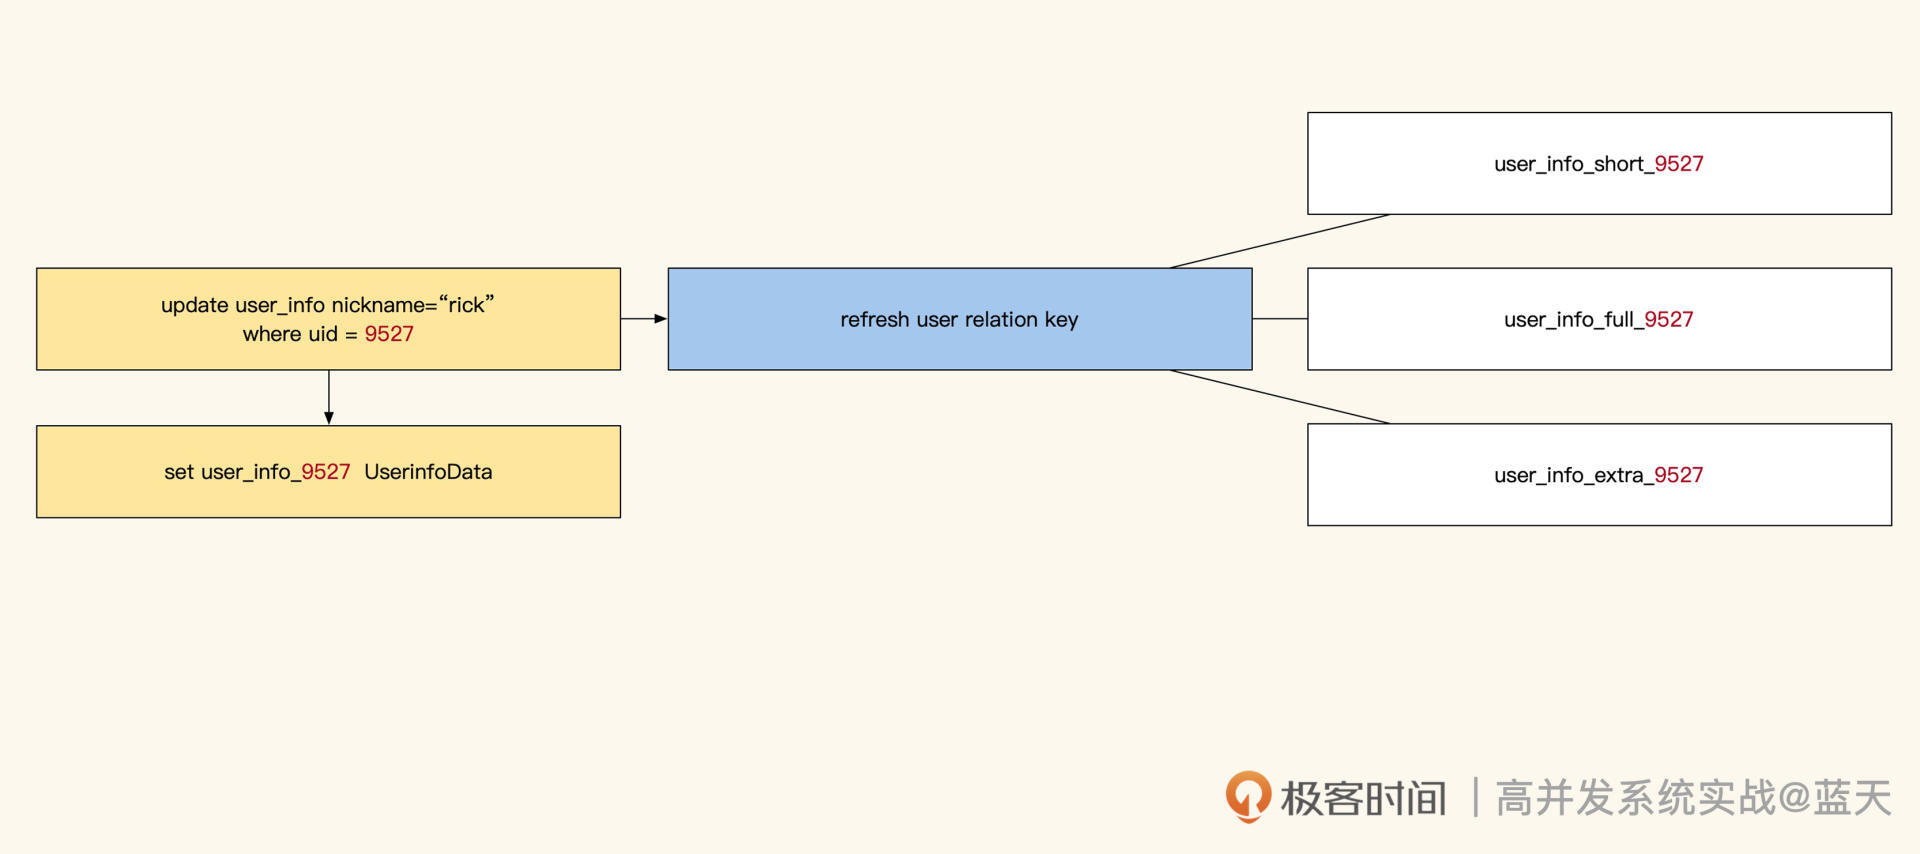 update user_info nickname=“rick”
where uid = 9527
set user_info_9527 UserinfoData
refresh user relation key
user_info_short_9527
user_info_full_9527
user_info_extra_9527
极客时间 | 高并发系统实战@蓝天